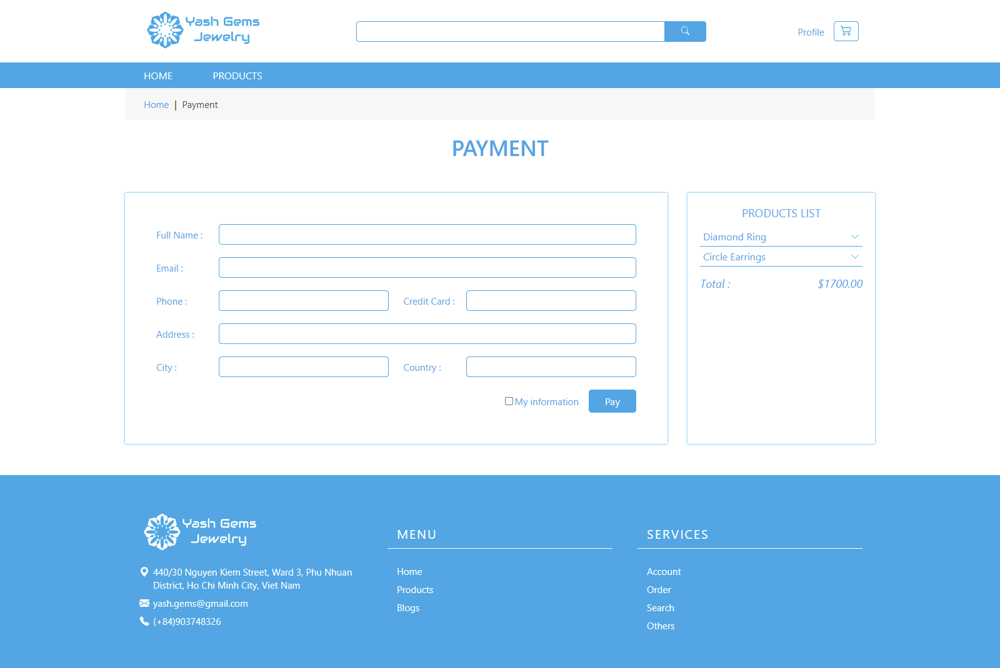 Yash Gems
Jewelry
Profile
HOME PRODUCTS
Home | Payment
PAYMENT
Full Name :
Email :
Phone :
Credit Card :
Address :
City :
Country :
My information
Pay
PRODUCTS LIST
Diamond Ring
Circle Earrings
Total : $1700.00
Yash Gems
Jewelry
440/30 Nguyen Kiem Street, Ward 3, Phu Nhuan
District, Ho Chi Minh City, Viet Nam
yash.gems@gmail.com
(+84)903748326
MENU
Home
Products
Blogs
SERVICES
Account
Order
Search
Others